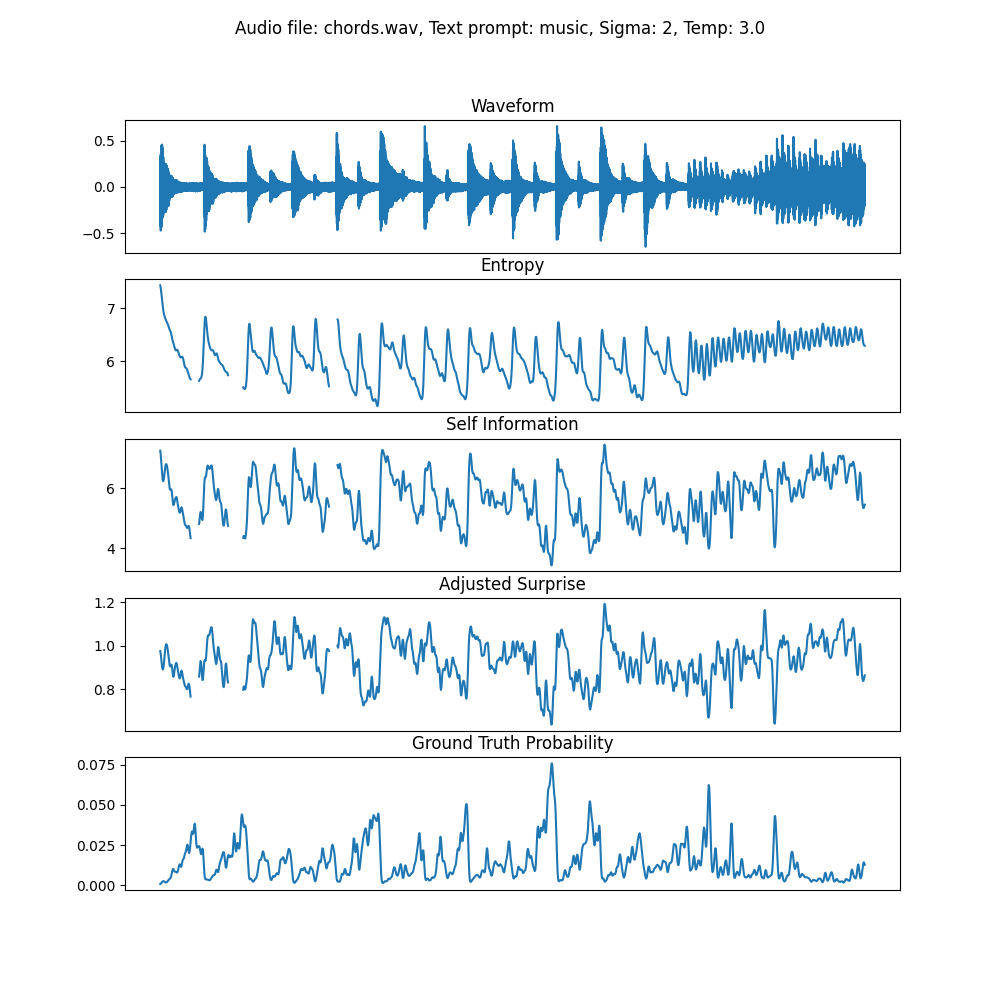 Audio file: chords.wav, Text prompt: music, Sigma: 2, Temp: 3.0
Waveform
0.5
0.0
−0.5
Entropy
7
6
Self Information
6
4
Adjusted Surprise
1.2
1.0
0.8
Ground Truth Probability
0.075
0.050
0.025
0.000